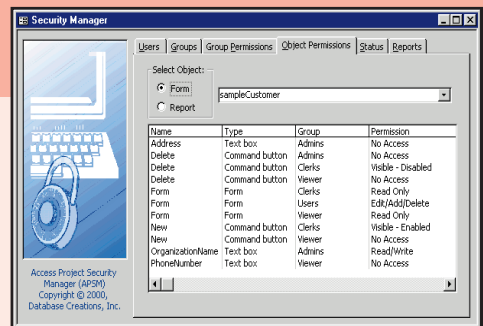 Security Manager
Users Groups Group Permissions Object Permissions Status Reports
Select Object:
Form
Report
sampleCustomer
Name Type Group Permission
Address Text box Admins No Access
Delete Command button Admins No Access
Delete Command button Clerks Visible - Disabled
Delete Command button Viewer No Access
Form Form Clerks Read Only
Form Form Users Edit/Add/Delete
Form Form Viewer Read Only
New Command button Clerks Visible - Enabled
New Command button Viewer No Access
OrganizationName Text box Admins Read/Write
PhoneNumber Text box Viewer No Access
Access Project Security
Manager (APSM)
Copyright © 2000,
Database Creations, Inc.